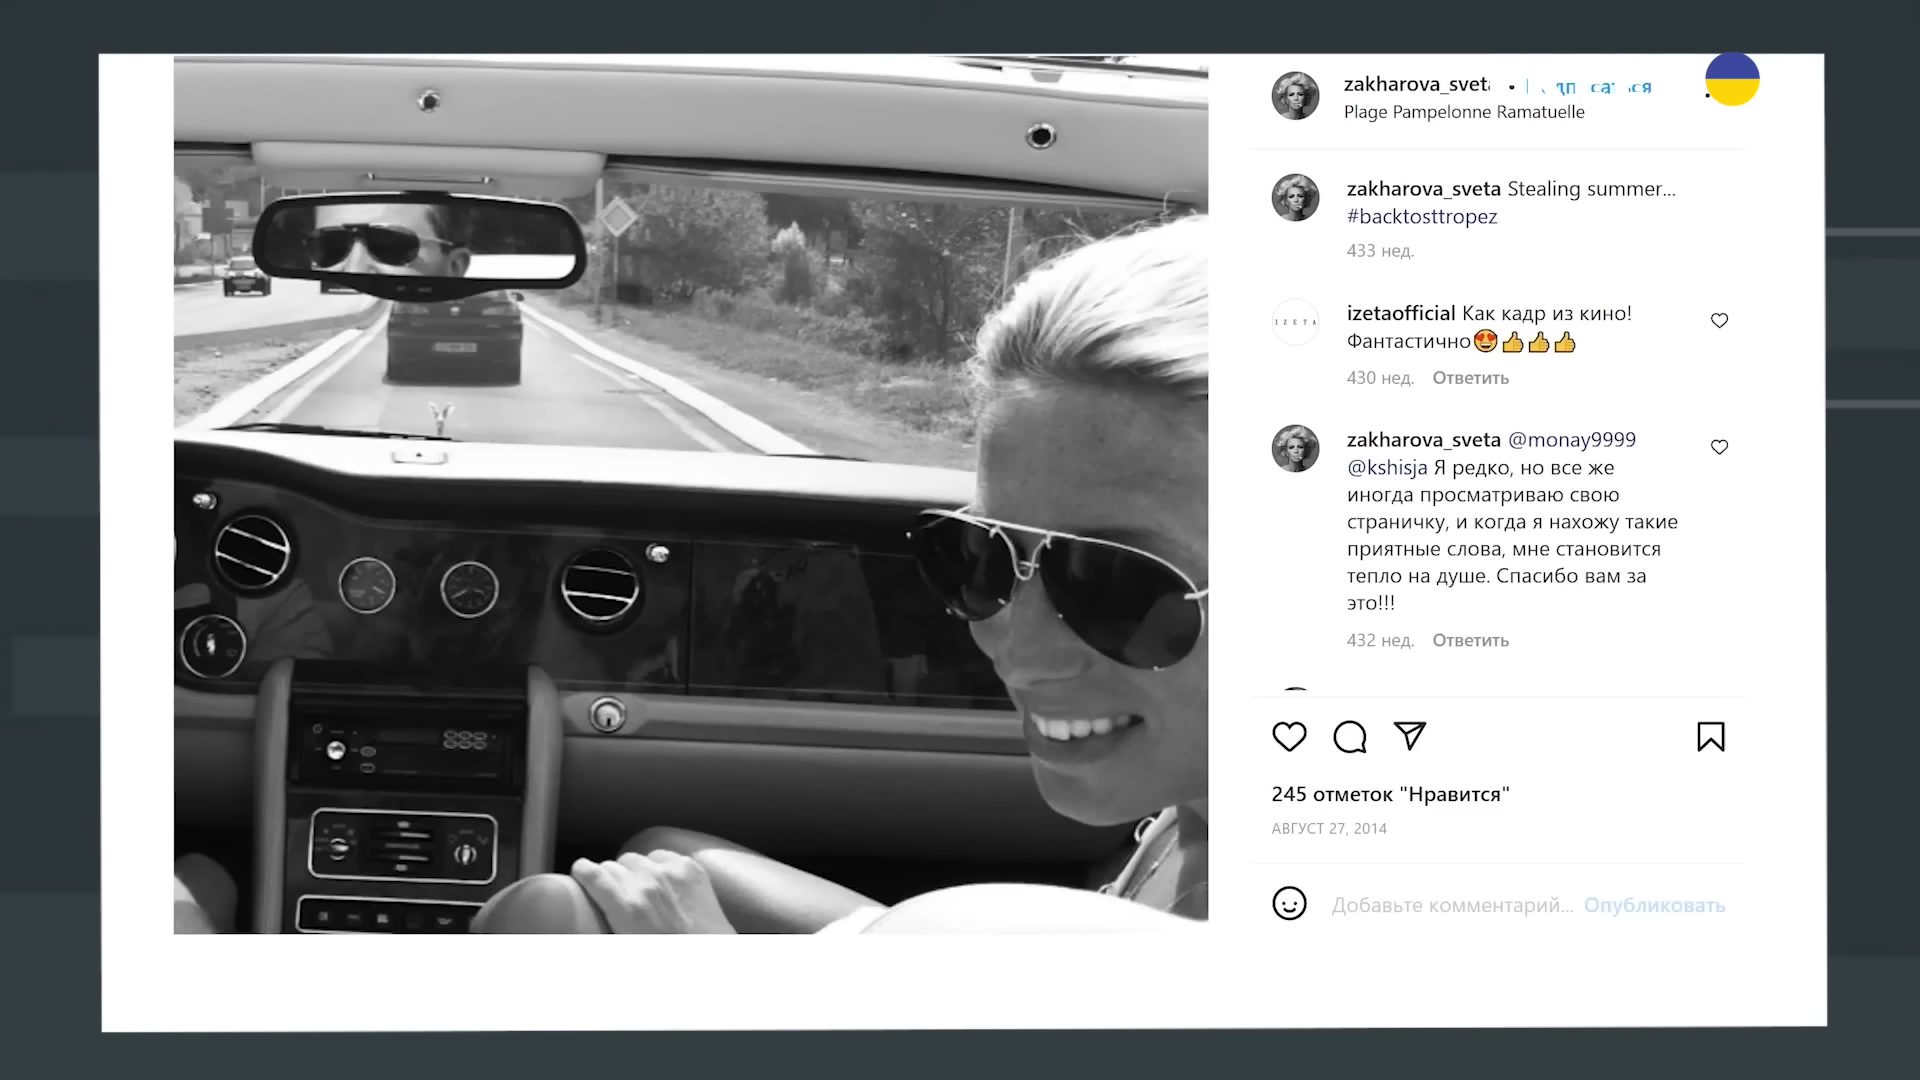 zakharova_svet
Plage Pampelonne Ramatuelle
zakharova_sveta Stealing summer...
#backtosttropez
433 нед.
IZETA
izetaofficial Как кадр из кино!
Фантастично😍👍👍👍
430 нед. Ответить
zakharova_sveta @monay9999
@kshisja Я редко, но все же
иногда просматриваю свою
страничку, и когда я нахожу такие
приятные слова, мне становится
тепло на душе. Спасибо вам за
это!!!
432 нед. Ответить
245 отметок "Нравится"
АВГУСТ 27, 2014
Добавьте комментарий... Опубликовать